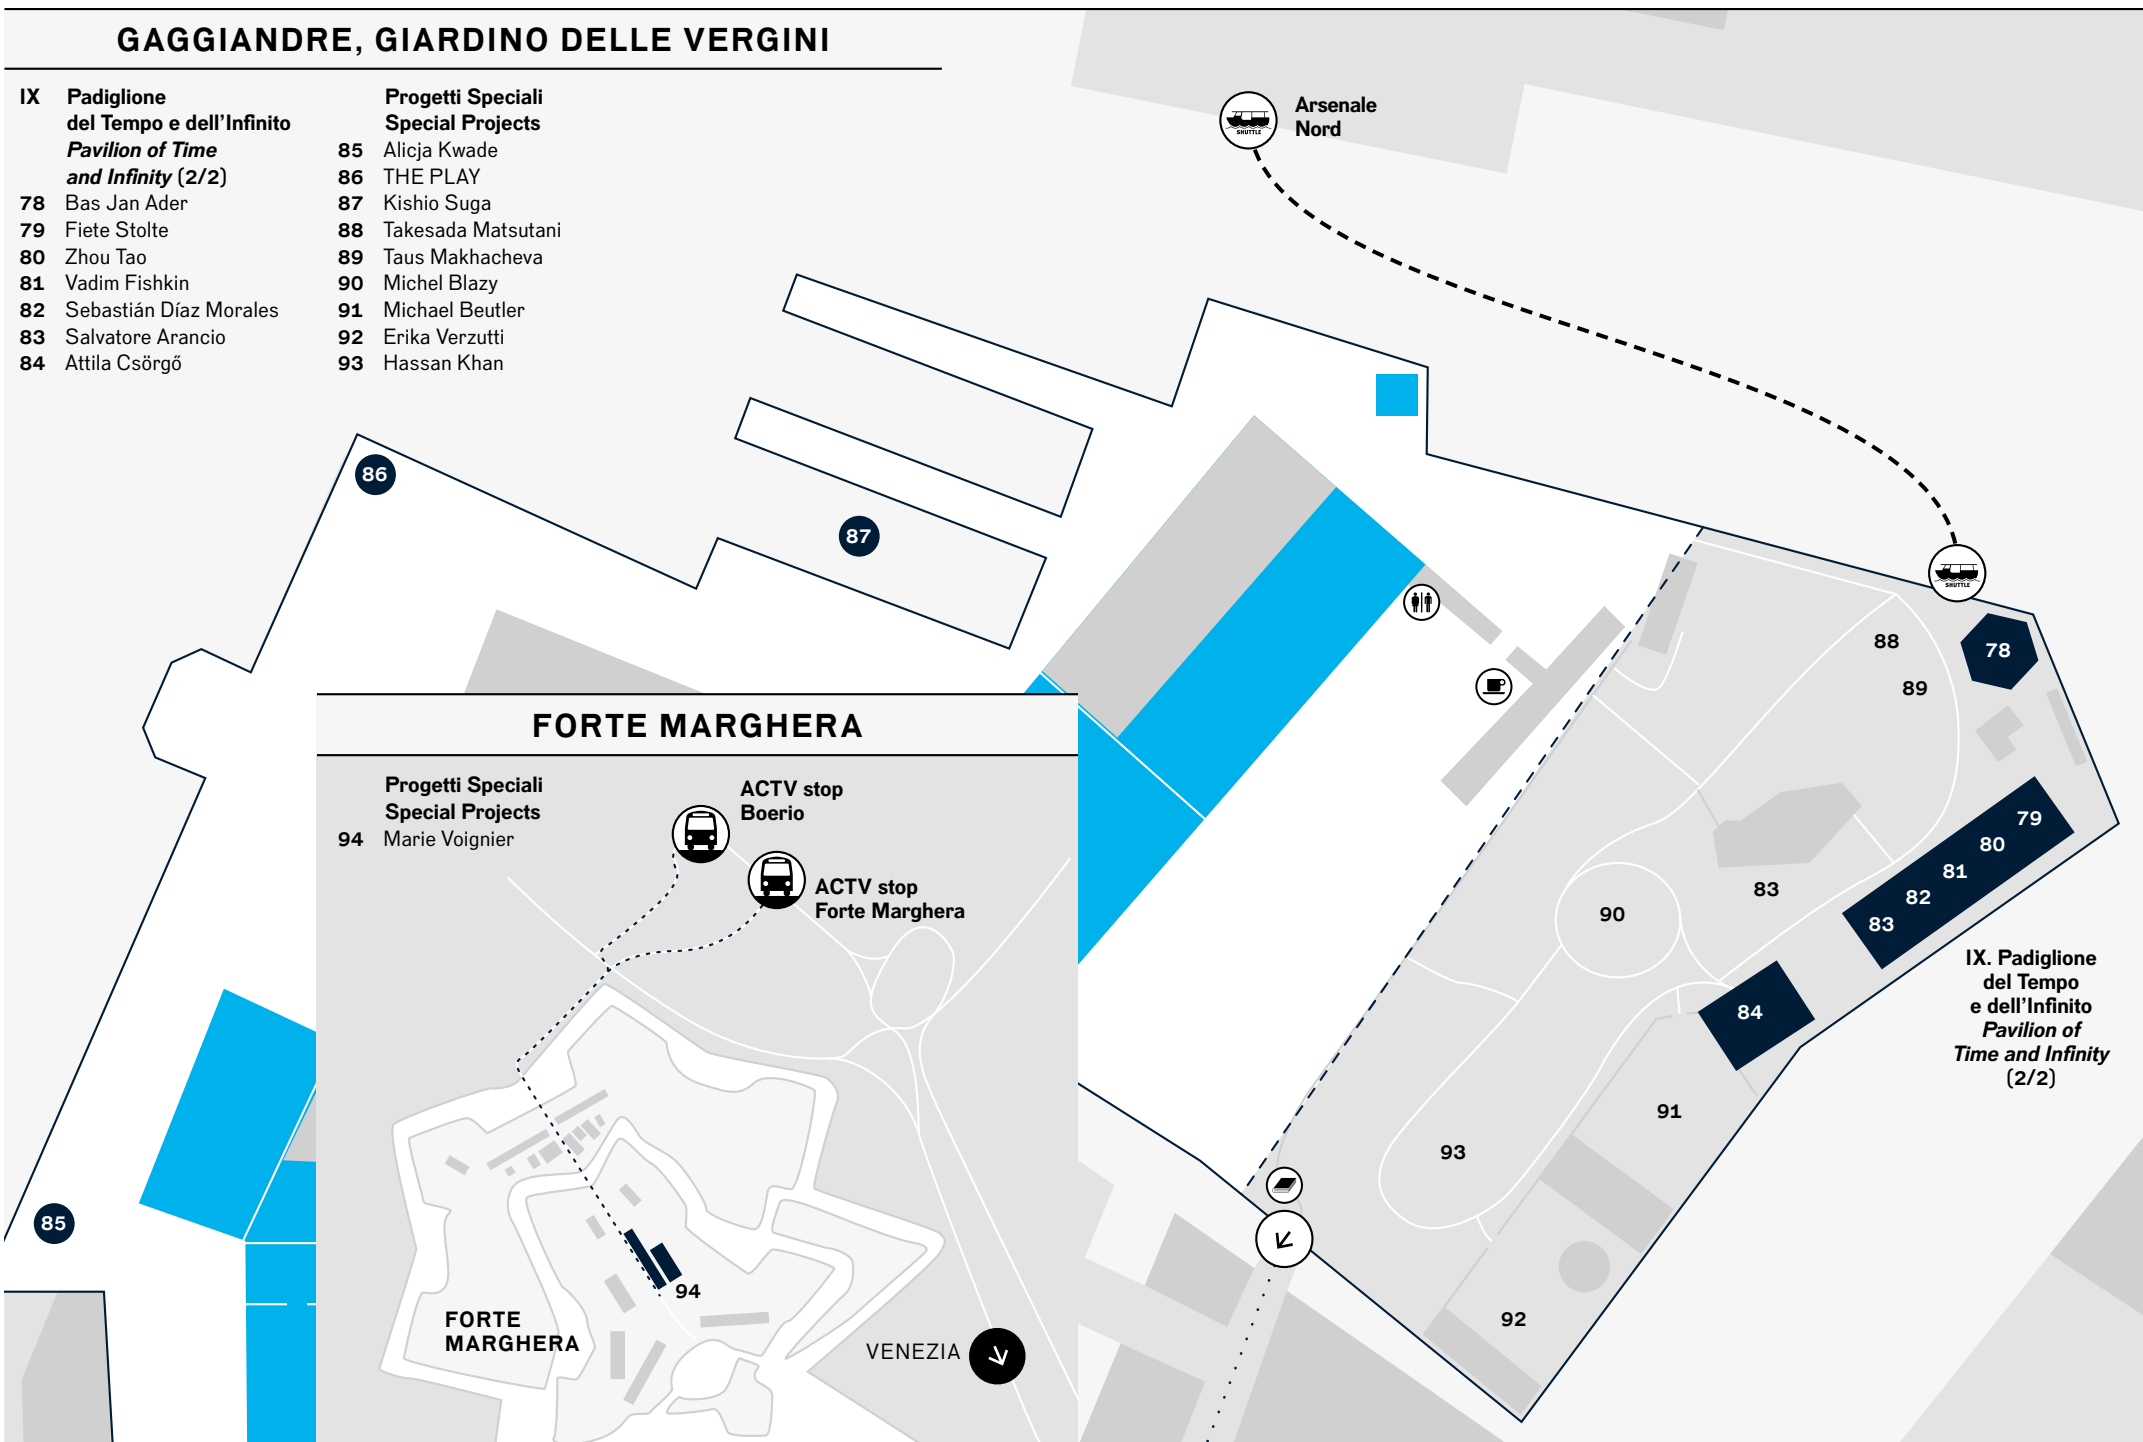 GAGGIANDRE, GIARDINO DELLE VERGINI
IX Padiglione
del Tempo e dell'Infinito
Pavilion of Time
and Infinity (2/2)
78 Bas Jan Ader
79 Fiete Stolte
80 Zhou Tao
81 Vadim Fishkin
82 Sebastián Díaz Morales
83 Salvatore Arancio
84 Attila Csörgő
Progetti Speciali
Special Projects
85 Alicja Kwade
86 THE PLAY
87 Kishio Suga
88 Takesada Matsutani
89 Taus Makhacheva
90 Michel Blazy
91 Michael Beutler
92 Erika Verzutti
93 Hassan Khan
SHUTTLE
Arsenale
Nord
86
87
SHUTTLE
88
78
89
79
80
81
82
83
83
90
84
IX. Padiglione
del Tempo
e dell'Infinito
Pavilion of
Time and Infinity
(2/2)
91
93
92
85
FORTE MARGHERA
Progetti Speciali
Special Projects
94 Marie Voignier
ACTV stop
Boerio
ACTV stop
Forte Marghera
94
FORTE
MARGHERA
VENEZIA